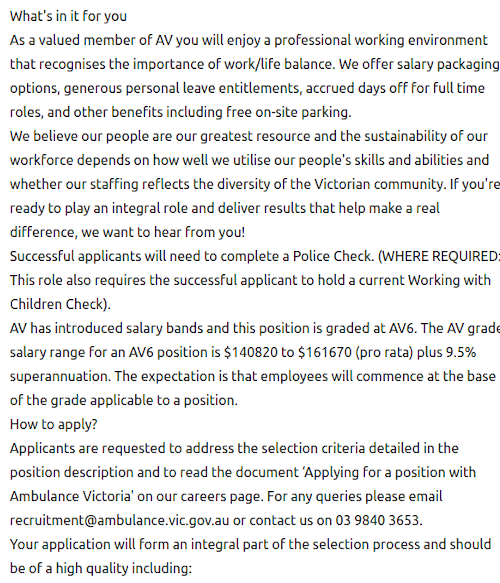 What's in it for you
As a valued member of AV you will enjoy a professional working environment
that recognises the importance of work/life balance. We offer salary packaging
options, generous personal leave entitlements, accrued days off for full time
roles, and other benefits including free on-site parking.
We believe our people are our greatest resource and the sustainability of our
workforce depends on how well we utilise our people's skills and abilities and
whether our staffing reflects the diversity of the Victorian community. If you're
ready to play an integral role and deliver results that help make a real
difference, we want to hear from you!
Successful applicants will need to complete a Police Check. (WHERE REQUIRED:
This role also requires the successful applicant to hold a current Working with
Children Check).
AV has introduced salary bands and this position is graded at AV6. The AV grade
salary range for an AV6 position is $140820 to $161670 (pro rata) plus 9.5%
superannuation. The expectation is that employees will commence at the base
of the grade applicable to a position.
How to apply?
Applicants are requested to address the selection criteria detailed in the
position description and to read the document ‘Applying for a position with
Ambulance Victoria' on our careers page. For any queries please email
recruitment@ambulance.vic.gov.au or contact us on 03 9840 3653.
Your application will form an integral part of the selection process and should
be of a high quality including: